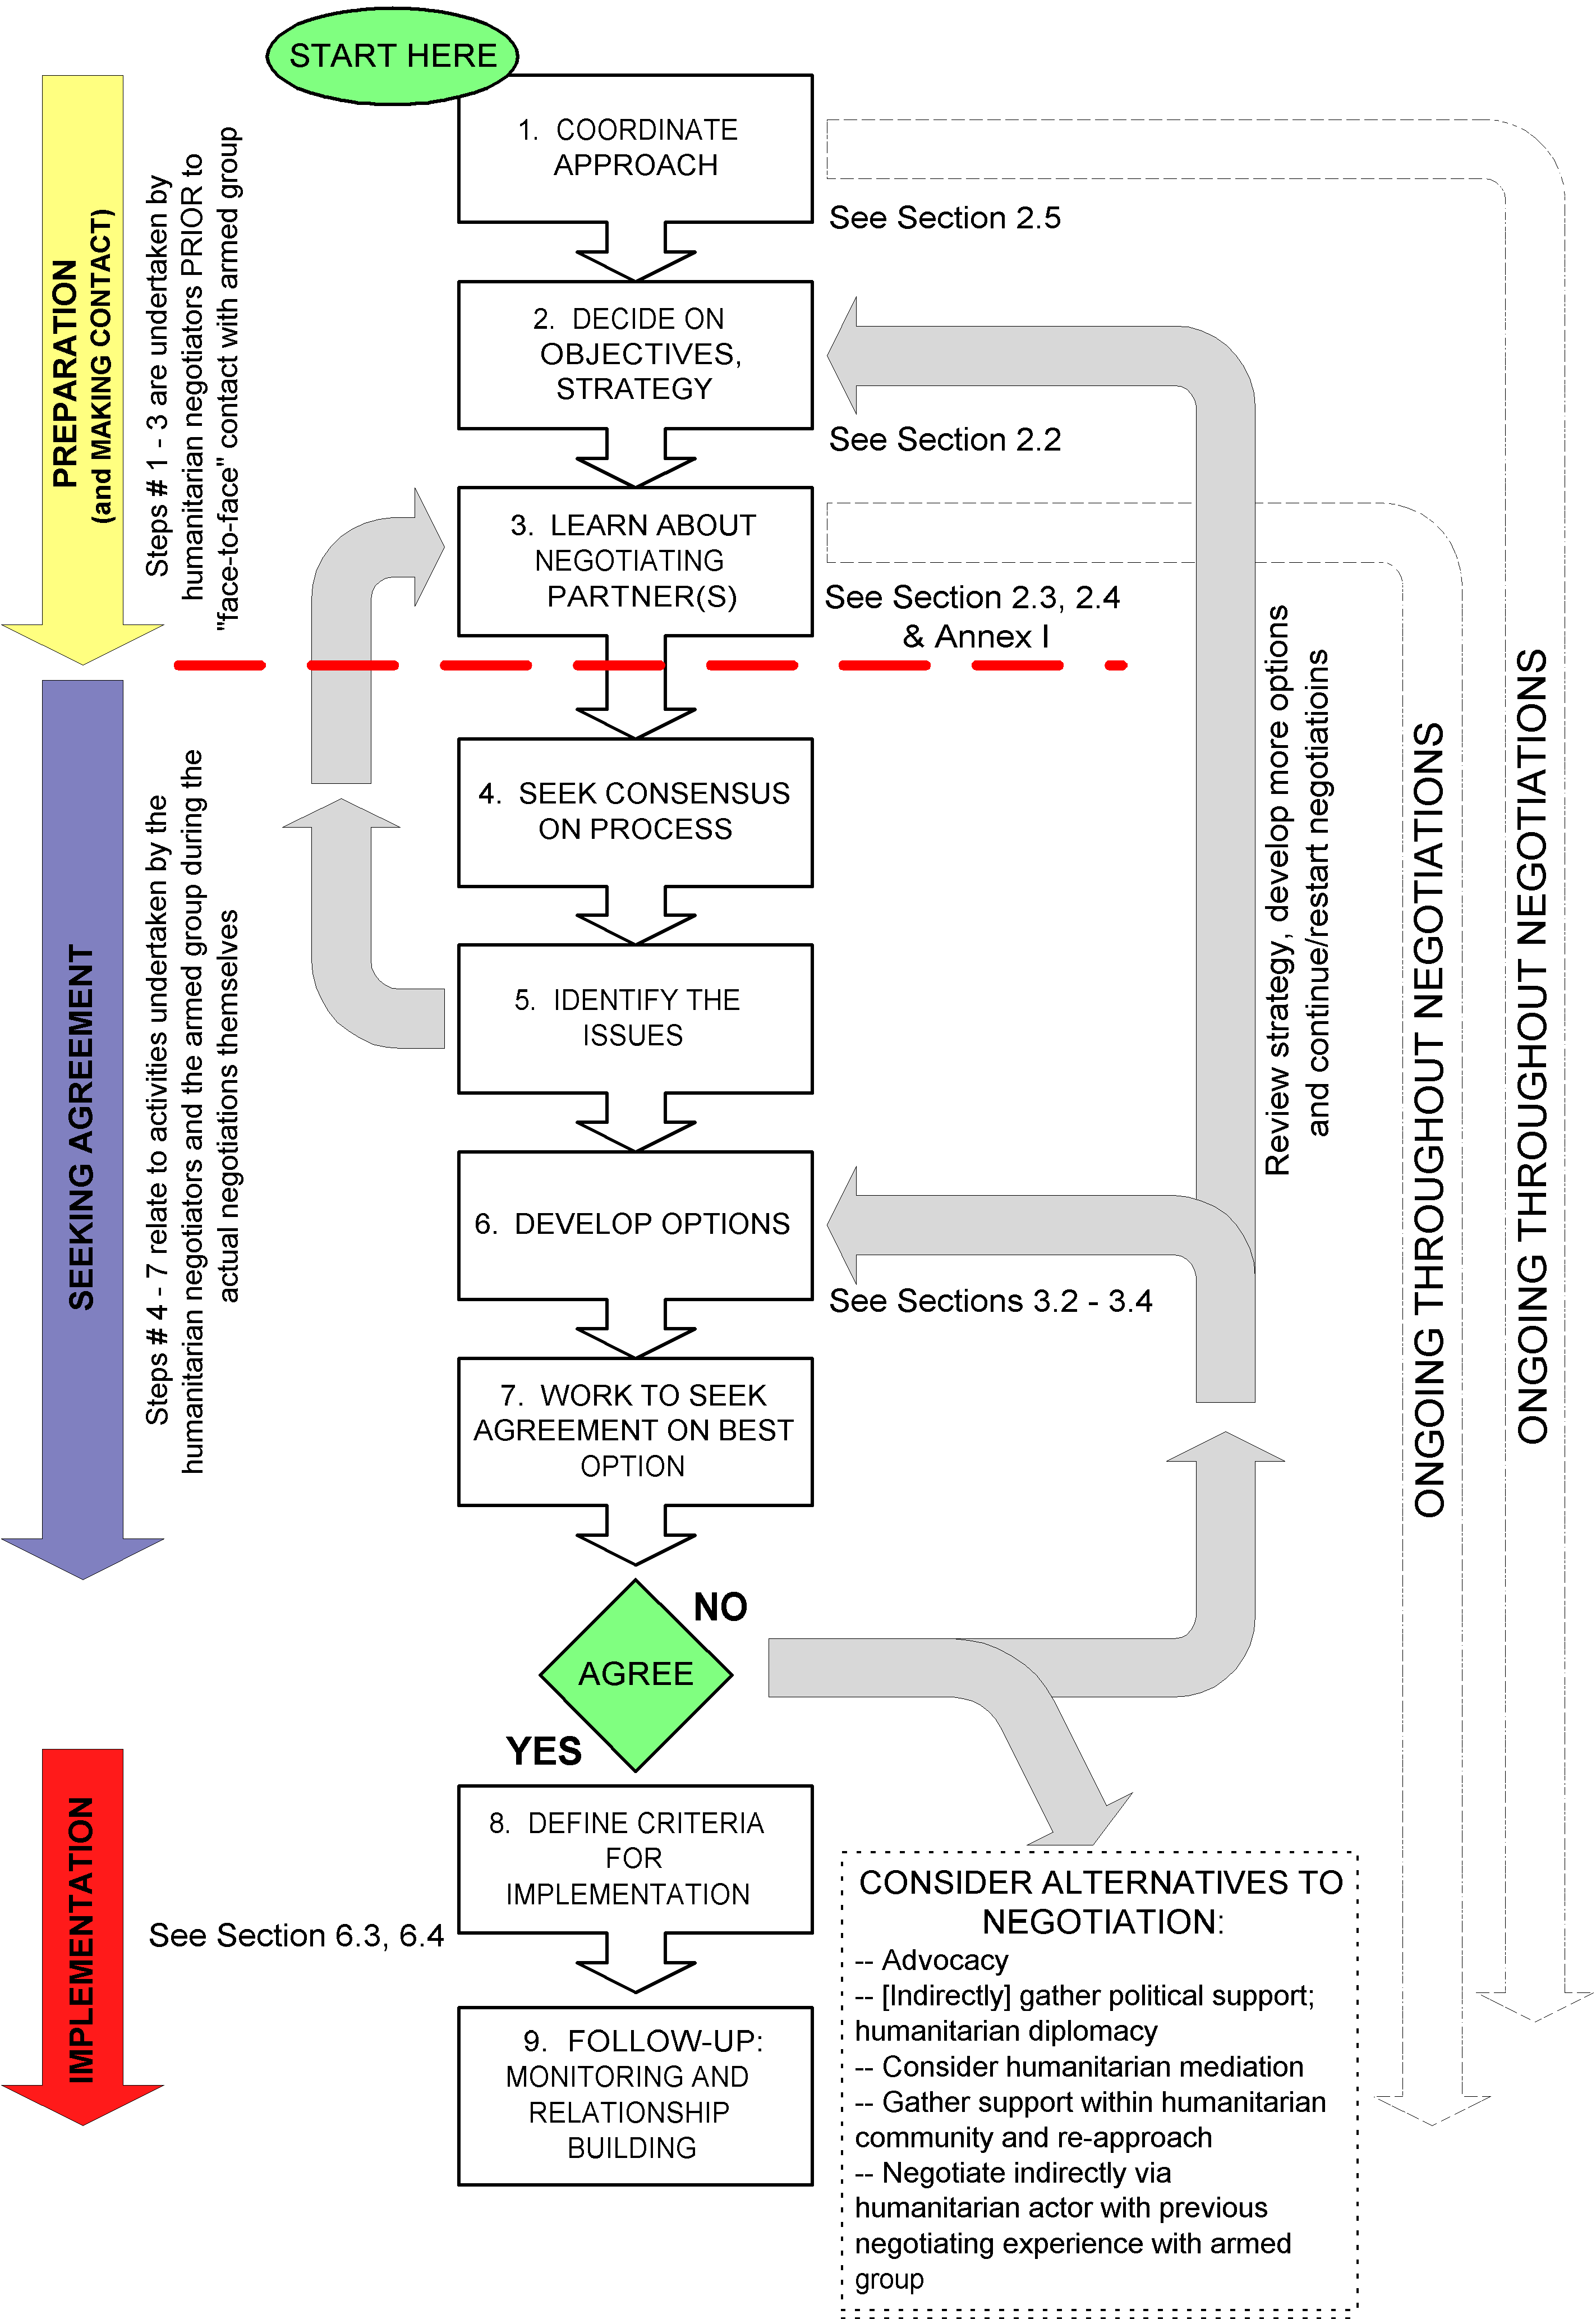 START HERE
1. COORDINATE
APPROACH
See Section 2.5
2. DECIDE ON
OBJECTIVES,
STRATEGY
See Section 2.2
3. LEARN ABOUT
NEGOTIATING
PARTNER(S)
See Section 2.3, 2.4
& Annex I
PREPARATION
(and MAKING CONTACT)
Steps # 1 - 3 are undertaken by
humanitarian negotiators PRIOR to
"face-to-face" contact with armed group
4. SEEK CONSENSUS
ON PROCESS
5. IDENTIFY THE
ISSUES
6. DEVELOP OPTIONS
See Sections 3.2 - 3.4
7. WORK TO SEEK
AGREEMENT ON BEST
OPTION
SEEKING AGREEMENT
Steps # 4 - 7 relate to activities undertaken by the
humanitarian negotiators and the armed group during the
actual negotiations themselves
Review strategy, develop more options
and continue/restart negotiatioins
ONGOING THROUGHOUT NEGOTIATIONS
ONGOING THROUGHOUT NEGOTIATIONS
NO
AGREE
YES
8. DEFINE CRITERIA
FOR
IMPLEMENTATION
See Section 6.3, 6.4
9. FOLLOW-UP:
MONITORING AND
RELATIONSHIP
BUILDING
IMPLEMENTATION
CONSIDER ALTERNATIVES TO
NEGOTIATION:
-- Advocacy
-- [Indirectly] gather political support;
humanitarian diplomacy
-- Consider humanitarian mediation
-- Gather support within humanitarian
community and re-approach
-- Negotiate indirectly via
humanitarian actor with previous
negotiating experience with armed
group